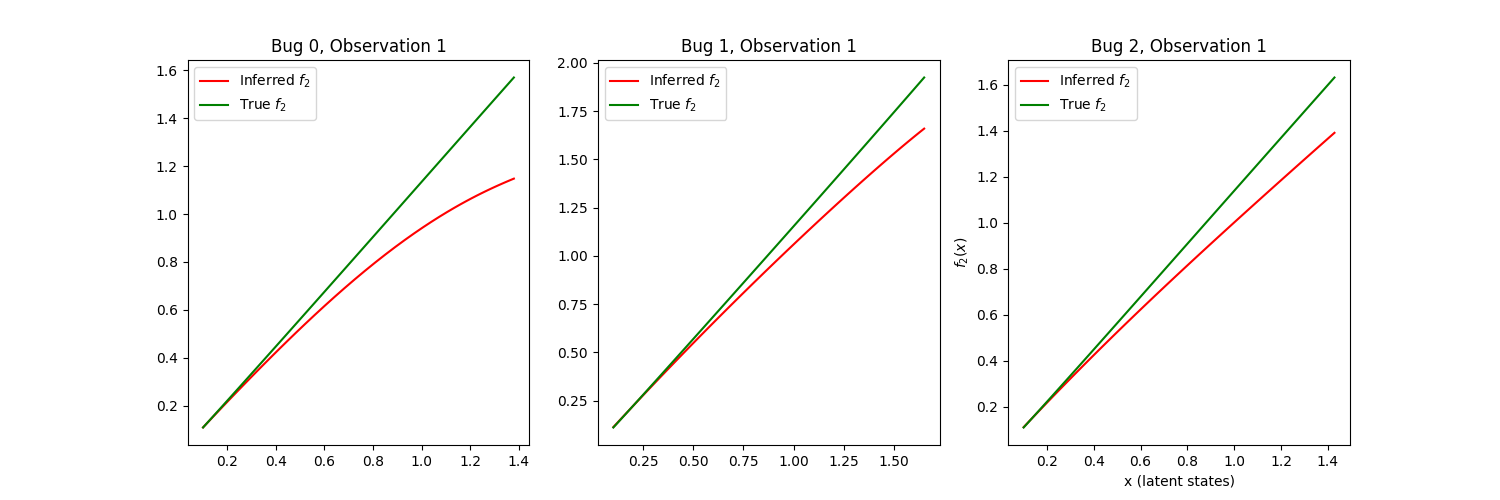 Bug 0, Observation 1
Inferred f₂
True f₂
1.6
1.4
1.2
1.0
0.8
0.6
0.4
0.2
0.2 0.4 0.6 0.8 1.0 1.2 1.4
Bug 1, Observation 1
Inferred f₂
True f₂
2.00
1.75
1.50
1.25
1.00
0.75
0.50
0.25
0.25 0.50 0.75 1.00 1.25 1.50
Bug 2, Observation 1
Inferred f₂
True f₂
f₂(x)
1.6
1.4
1.2
1.0
0.8
0.6
0.4
0.2
0.2 0.4 0.6 0.8 1.0 1.2 1.4
x (latent states)